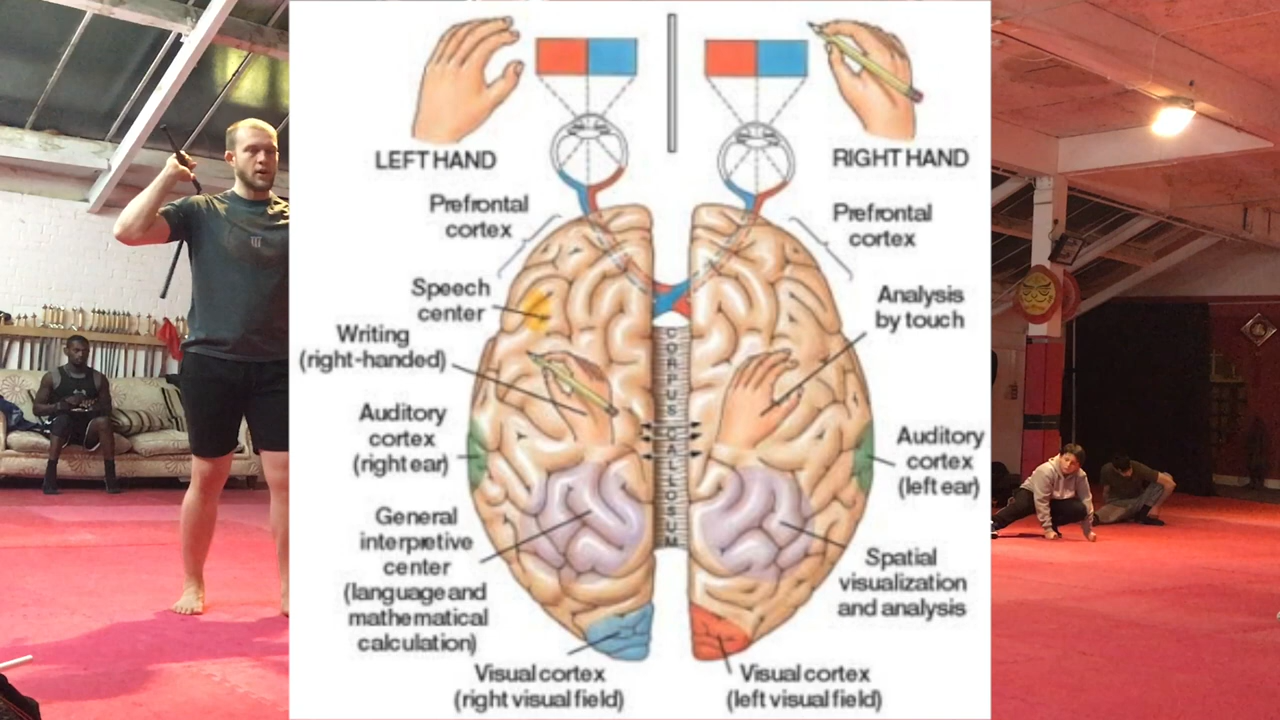 LEFT HAND
RIGHT HAND
Prefrontal
cortex
Prefrontal
cortex
Speech
center
Analysis
by touch
Writing
(right-handed)
Auditory
cortex
(right ear)
Auditory
cortex
(left ear)
CORPUS CALLOSUM
General
interpretive
center
(language and
mathematical
calculation)
Spatial
visualization
and analysis
Visual cortex
(right visual field)
Visual cortex
(left visual field)